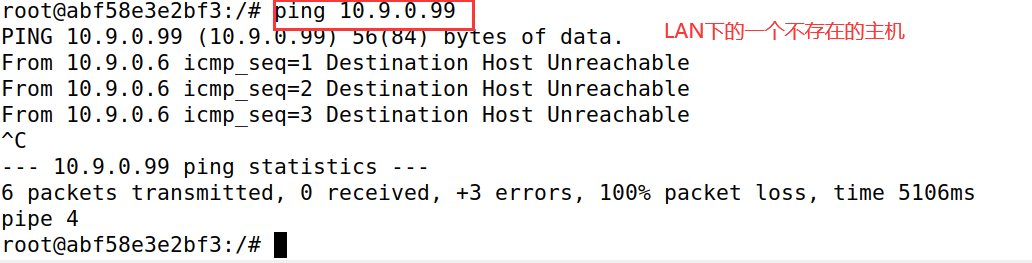 root@abf58e3e2bf3:/# ping 10.9.0.99
PING 10.9.0.99 (10.9.0.99) 56(84) bytes of data.
LAN下的一个不存在的主机
From 10.9.0.6 icmp_seq=1 Destination Host Unreachable
From 10.9.0.6 icmp_seq=2 Destination Host Unreachable
From 10.9.0.6 icmp_seq=3 Destination Host Unreachable
^C
--- 10.9.0.99 ping statistics ---
6 packets transmitted, 0 received, +3 errors, 100% packet loss, time 5106ms
pipe 4
root@abf58e3e2bf3:/#